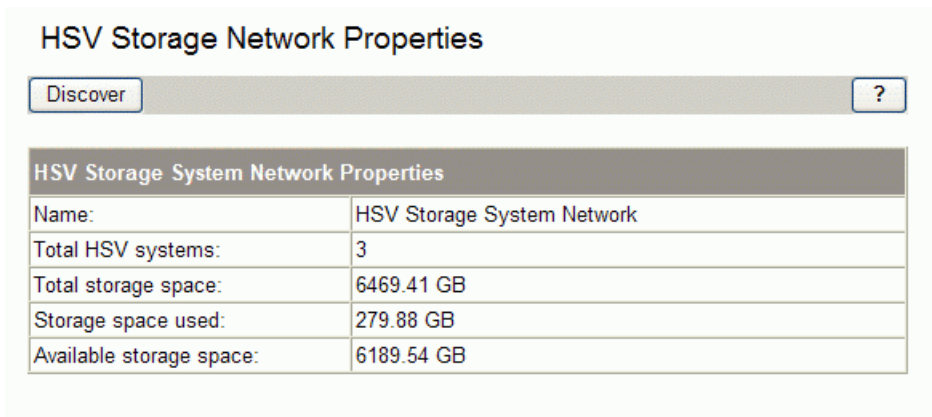 HSV Storage Network Properties
Discover ?
HSV Storage System Network Properties
Name: HSV Storage System Network
Total HSV systems: 3
Total storage space: 6469.41 GB
Storage space used: 279.88 GB
Available storage space: 6189.54 GB